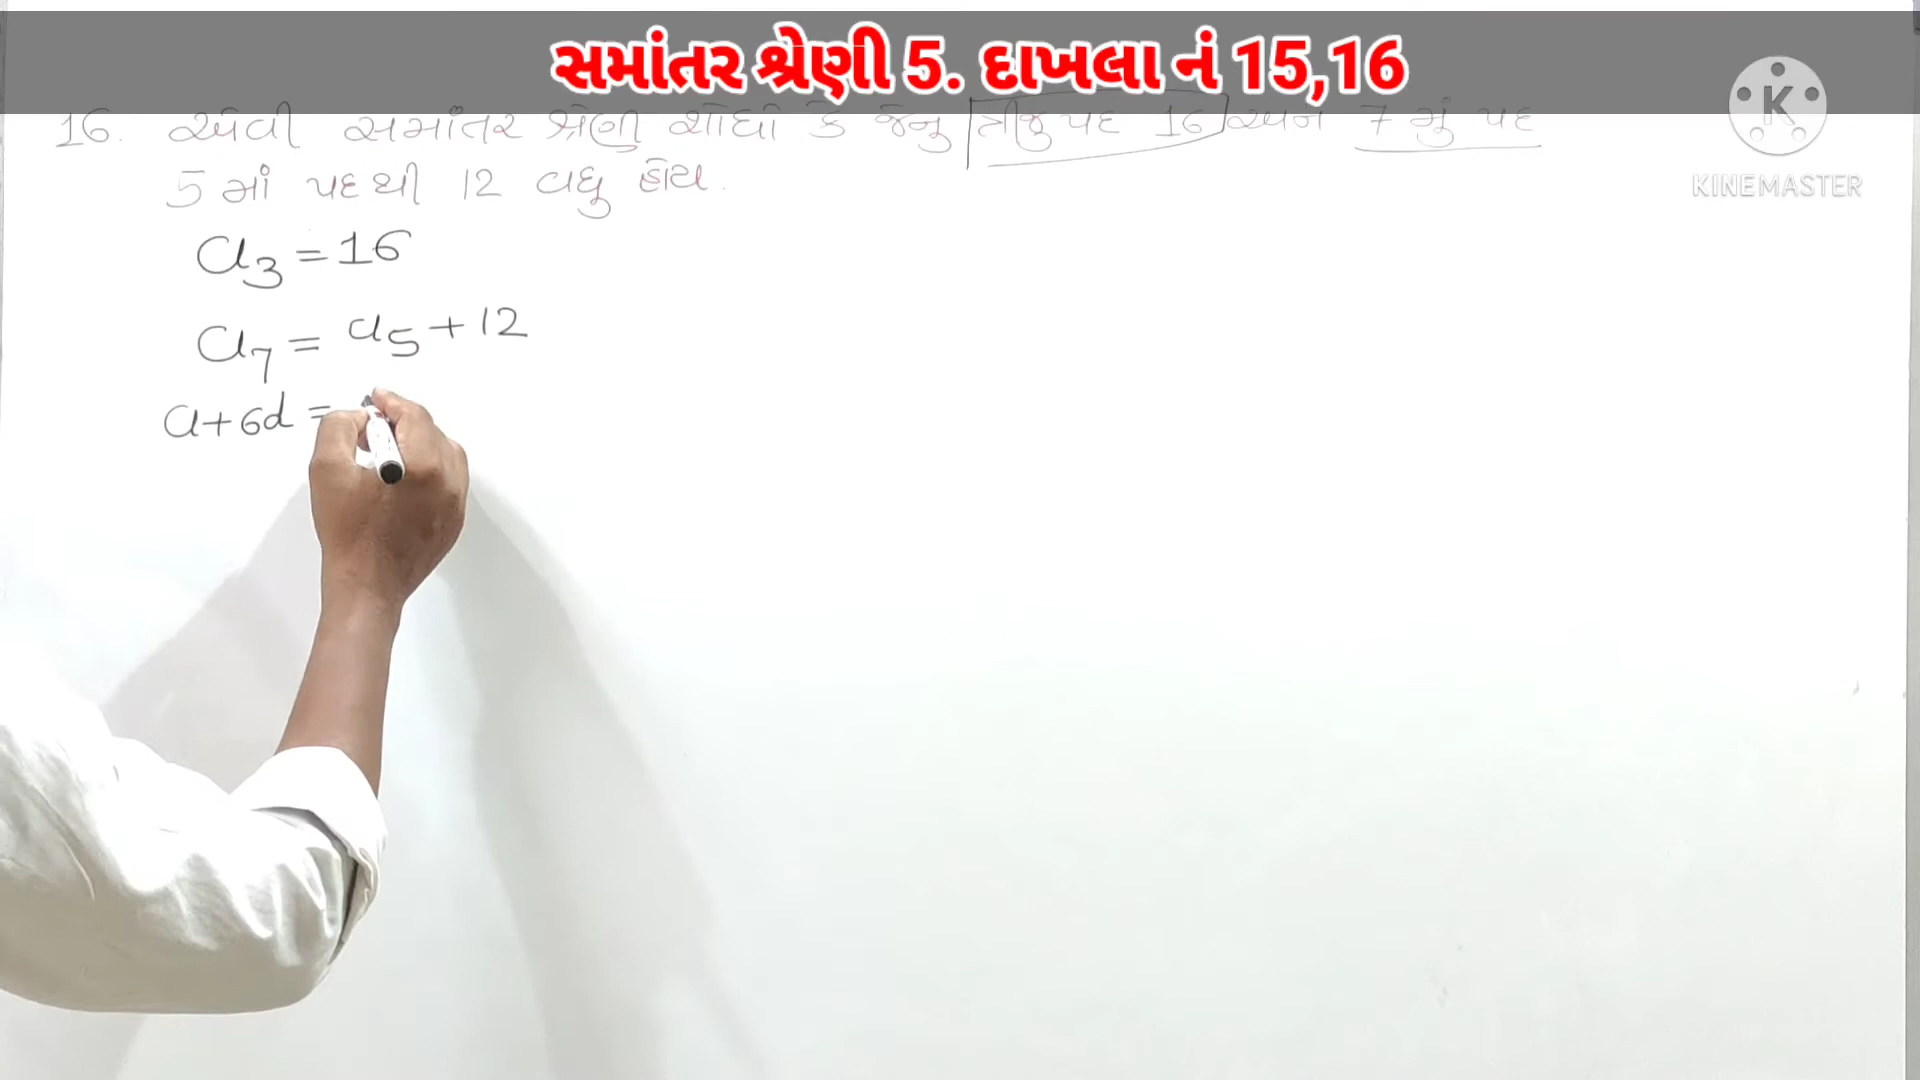 સમાંતર શ્રેણી 5. દાખલા નં 15,16
16. એવી સમાંતર શ્રેણી શોધો કે જેનુ ત્રીજુ પદ 16 અને 7 મું પદ
5 માં પદ થી 12 વધુ હોય.
a₃ = 16
a₇ = a₅ + 12
a + 6d =
K
KINEMASTER